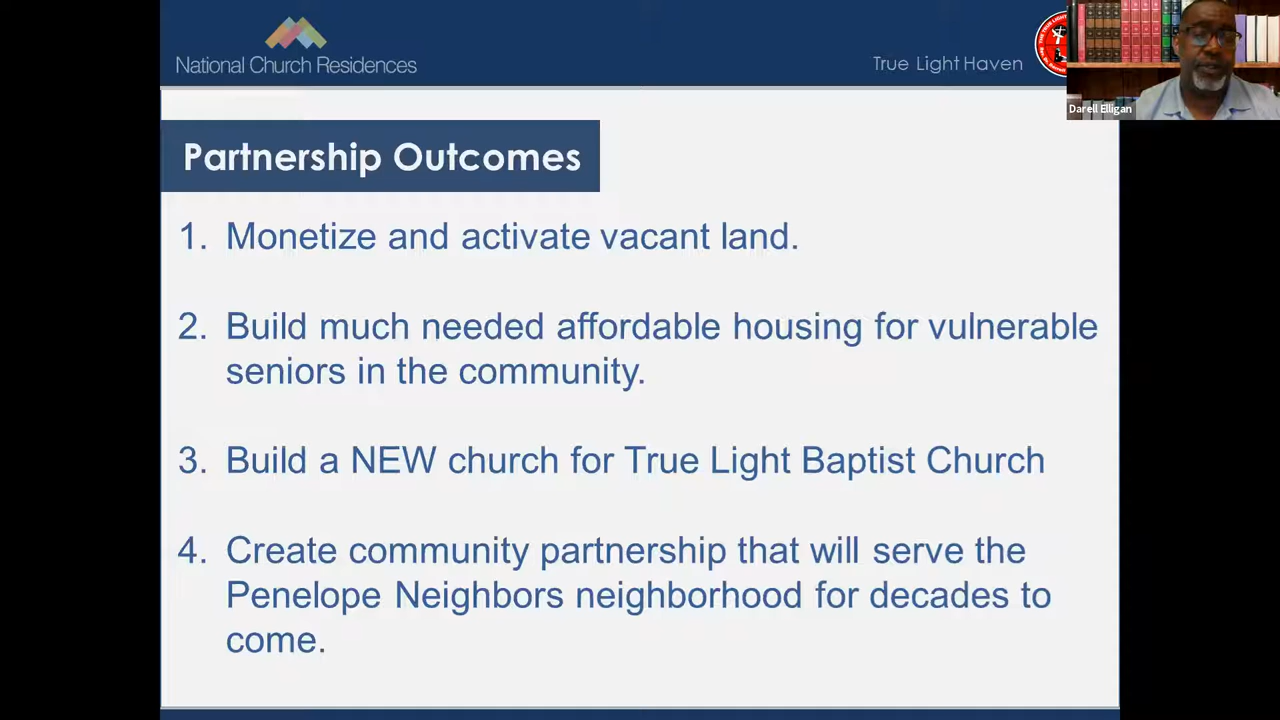 National Church Residences
True Light Haven
Darell Elligan
Partnership Outcomes
1. Monetize and activate vacant land.
2. Build much needed affordable housing for vulnerable
seniors in the community.
3. Build a NEW church for True Light Baptist Church
4. Create community partnership that will serve the
Penelope Neighbors neighborhood for decades to
come.